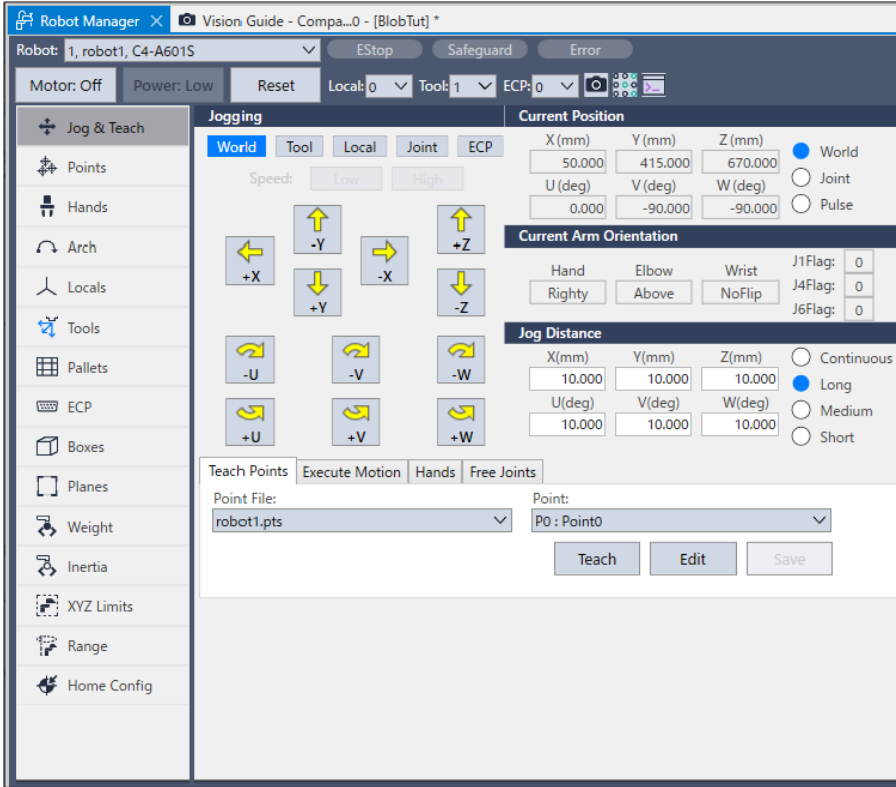 Robot Manager Vision Guide - Compa...0 - [BlobTut] *
Robot: 1, robot1, C4-A601S EStop Safeguard Error
Motor: Off Power: Low Reset Local: 0 Tool: 1 ECP: 0
Jog & Teach
Points
Hands
Arch
Locals
Tools
Pallets
ECP
Boxes
Planes
Weight
Inertia
XYZ Limits
Range
Home Config
Jogging
World Tool Local Joint ECP
Speed: Low High
-Y +Z
+X -X
+Y -Z
-U -V -W
+U +V +W
Current Position
X (mm) Y (mm) Z (mm)
50.000 415.000 670.000
U (deg) V (deg) W (deg)
0.000 -90.000 -90.000
World
Joint
Pulse
Current Arm Orientation
Hand Elbow Wrist
Righty Above NoFlip
J1Flag: 0
J4Flag: 0
J6Flag: 0
Jog Distance
X(mm) Y(mm) Z(mm)
10.000 10.000 10.000
U(deg) V(deg) W(deg)
10.000 10.000 10.000
Continuous
Long
Medium
Short
Teach Points Execute Motion Hands Free Joints
Point File: Point:
robot1.pts P0 : Point0
Teach Edit Save